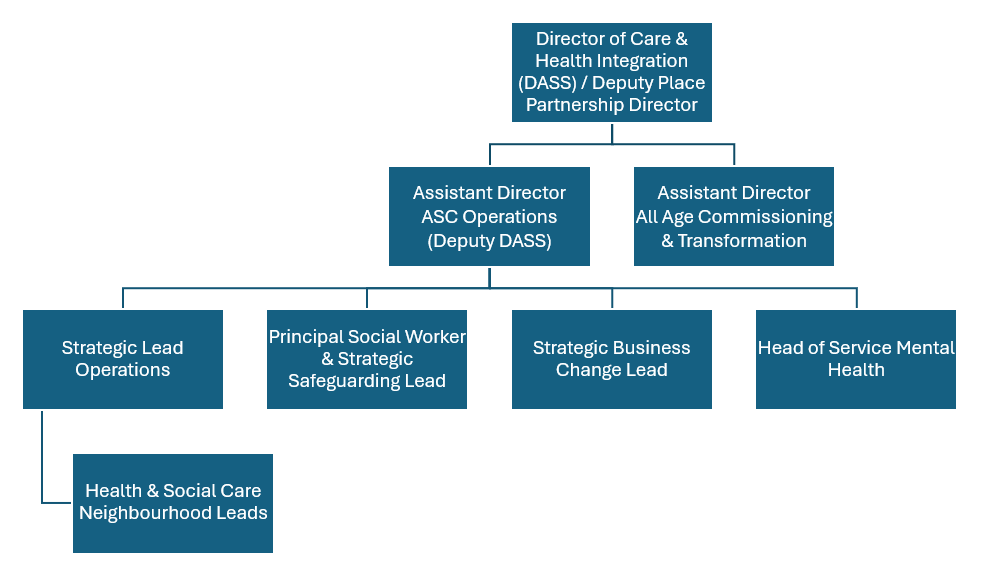 Director of Care &
Health Integration
(DASS) / Deputy Place
Partnership Director
Assistant Director
ASC Operations
(Deputy DASS)
Assistant Director
All Age Commissioning
& Transformation
Strategic Lead
Operations
Principal Social Worker
& Strategic
Safeguarding Lead
Strategic Business
Change Lead
Head of Service Mental
Health
Health & Social Care
Neighbourhood Leads